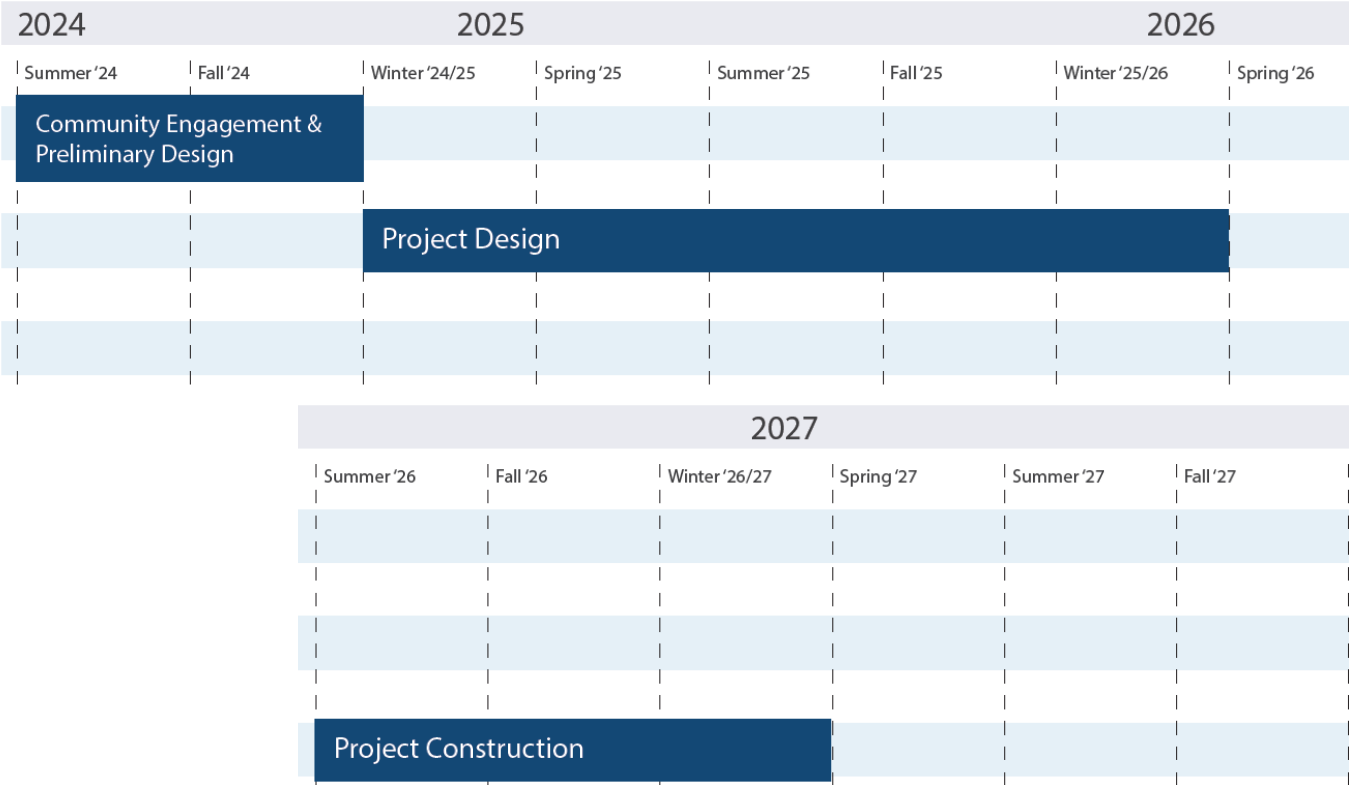 2024 2025 2026
Summer ‘24 Fall ‘24 Winter ‘24/25 Spring ‘25 Summer ‘25 Fall ‘25 Winter ‘25/26 Spring ‘26
Community Engagement &
Preliminary Design
Project Design
2027
Summer ‘26 Fall ‘26 Winter ‘26/27 Spring ‘27 Summer ‘27 Fall ‘27
Project Construction